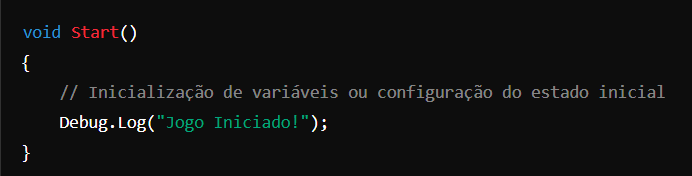 void Start()
{
    // Inicialização de variáveis ou configuração do estado inicial
    Debug.Log("Jogo Iniciado!");
}